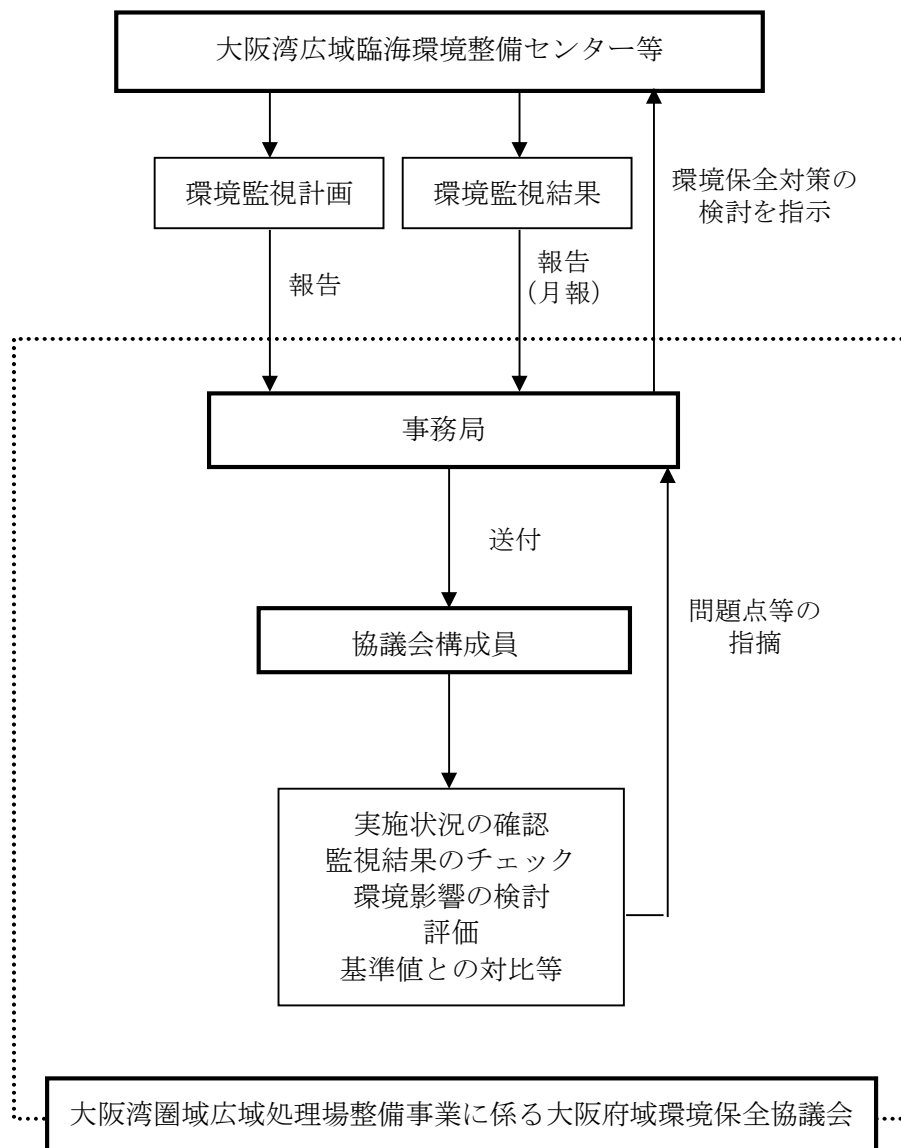 大阪湾広域臨海環境整備センター等
環境監視計画
環境監視結果
環境保全対策の
検討を指示
報告
報告
（月報）
事務局
送付
協議会構成員
問題点等の
指摘
実施状況の確認
監視結果のチェック
環境影響の検討
評価
基準値との対比等
大阪湾圏域広域処理場整備事業に係る大阪府域環境保全協議会